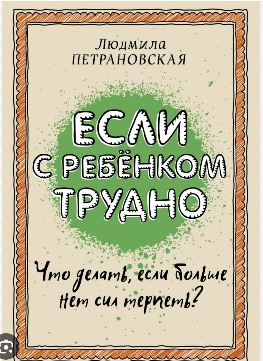 Людмила
ПЕТРАНОВСКАЯ
ЕСЛИ
С РЕБЁНКОМ
ТРУДНО
Что делать, если больше
нет сил терпеть?